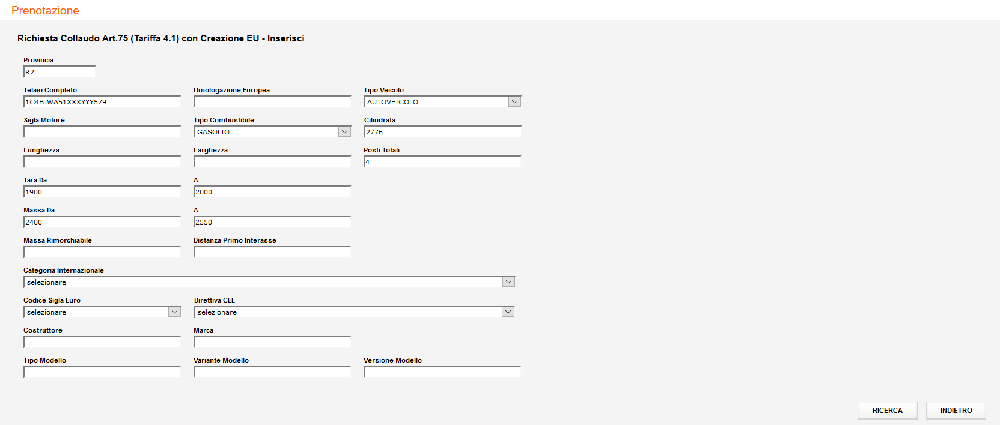 Prenotazione
Richiesta Collaudo Art.75 (Tariffa 4.1) con Creazione EU - Inserisci
Provincia
R2
Telaio Completo Omologazione Europea Tipo Veicolo
1C4BJWA51XXXYYY579 AUTOVEICOLO
Sigla Motore Tipo Combustibile Cilindrata
GASOLIO 2776
Lunghezza Larghezza Posti Totali
4
Tara Da A
1900 2000
Massa Da A
2400 2550
Massa Rimorchiabile Distanza Primo Interasse
Categoria Internazionale
selezionare
Codice Sigla Euro Direttiva CEE
selezionare selezionare
Costruttore Marca
Tipo Modello Variante Modello Versione Modello
RICERCA INDIETRO